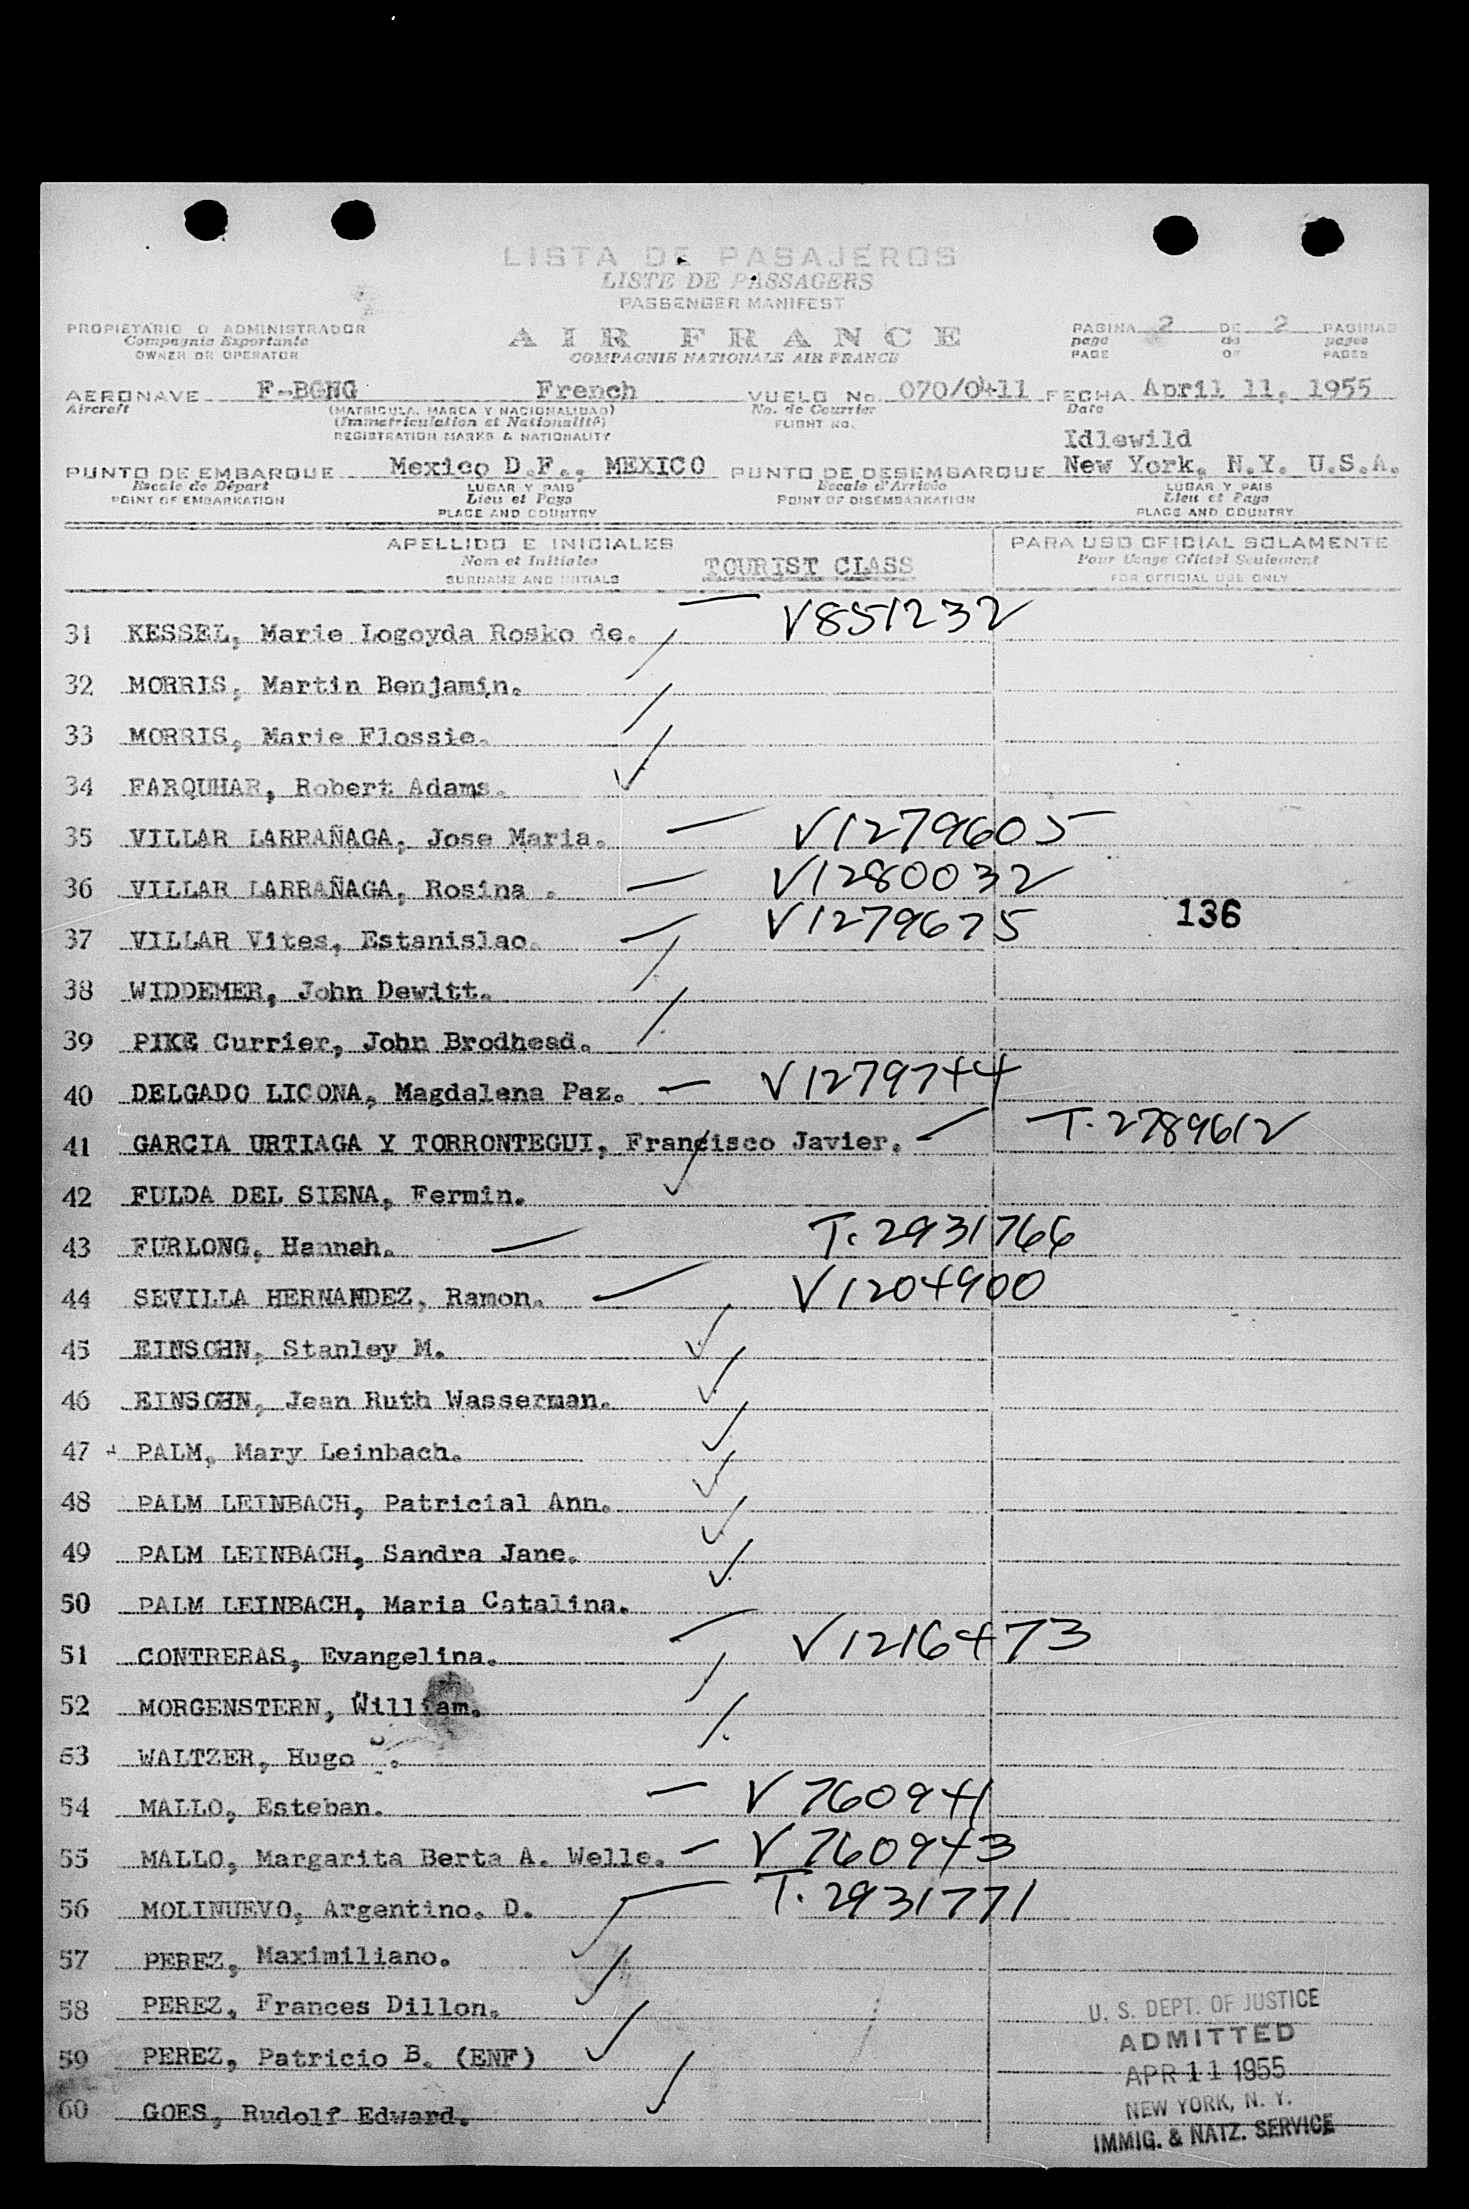 LISTA DE PASAJEROS
LISTE DE PASSAGERS
PASSENGER MANIFEST
PROPIETARIO O ADMINISTRADOR
Compagnie Exportante
OWNER OR OPERATOR
AIR FRANCE
COMPAGNIE NATIONALE AIR FRANCE
PAGINA 2 DE 2 PAGINAS
page de pages
PAGE OF PAGES
AERONAVE F-BGNG French VUELO No. 070/0411 FECHA April 11, 1955
Aircraft (MATRICULA, MARCA Y NACIONALIDAD) No. de Courrier Date
(Immatriculation et Nationalité) FLIGHT No.
REGISTRATION MARKS & NATIONALITY
Idlewild
PUNTO DE EMBARQUE Mexico D.F., MEXICO PUNTO DE DESEMBARQUE New York, N.Y. U.S.A.
Escale de Départ LUGAR Y PAIS Escale d'Arrivée LUGAR Y PAIS
POINT OF EMBARKATION Lieu et Pays POINT OF DISEMBARKATION Lieu et Pays
PLACE AND COUNTRY PLACE AND COUNTRY
APELLIDO E INICIALES PARA USO OFICIAL SOLAMENTE
Nom et Initiales TOURIST CLASS Pour Usage Officiel Seulement
SURNAME AND INITIALS FOR OFFICIAL USE ONLY
31 KESSEL, Marie Logoyda Rosko de. V851232
32 MORRIS, Martin Benjamin.
33 MORRIS, Marie Flossie.
34 FARQUHAR, Robert Adams.
35 VILLAR LARRAÑAGA, Jose Maria. V1279605
36 VILLAR LARRAÑAGA, Rosina . V1280032
136
37 VILLAR Vites, Estanislao. V1279675
38 WIDDEMER, John Dewitt.
39 PIKE Currier, John Brodhead.
40 DELGADO LICONA, Magdalena Paz. V1279744
41 GARCIA URTIAGA Y TORRONTEGUI, Francisco Javier. T.2789612
42 FULDA DEL SIENA, Fermin.
43 FURLONG, Hannah. T.2931766
44 SEVILLA HERNANDEZ, Ramon. V1204900
45 EINSOHN, Stanley M.
46 EINSOHN, Jean Ruth Wasserman.
47 PALM, Mary Leinbach.
48 PALM LEINBACH, Patricial Ann.
49 PALM LEINBACH, Sandra Jane.
50 PALM LEINBACH, Maria Catalina.
51 CONTRERAS, Evangelina. V1216473
52 MORGENSTERN, William.
53 WALTZER, Hugo .
54 MALLO, Esteban. V760941
55 MALLO, Margarita Berta A. Welle. V760943
56 MOLINUEVO, Argentino. D. T.2931771
57 PEREZ, Maximiliano.
58 PEREZ, Frances Dillon.
59 PEREZ, Patricio B. (ENF)
60 GOES, Rudolf Edward.
U. S. DEPT. OF JUSTICE
ADMITTED
APR 11 1955
NEW YORK, N. Y.
IMMIG. & NATZ. SERVICE